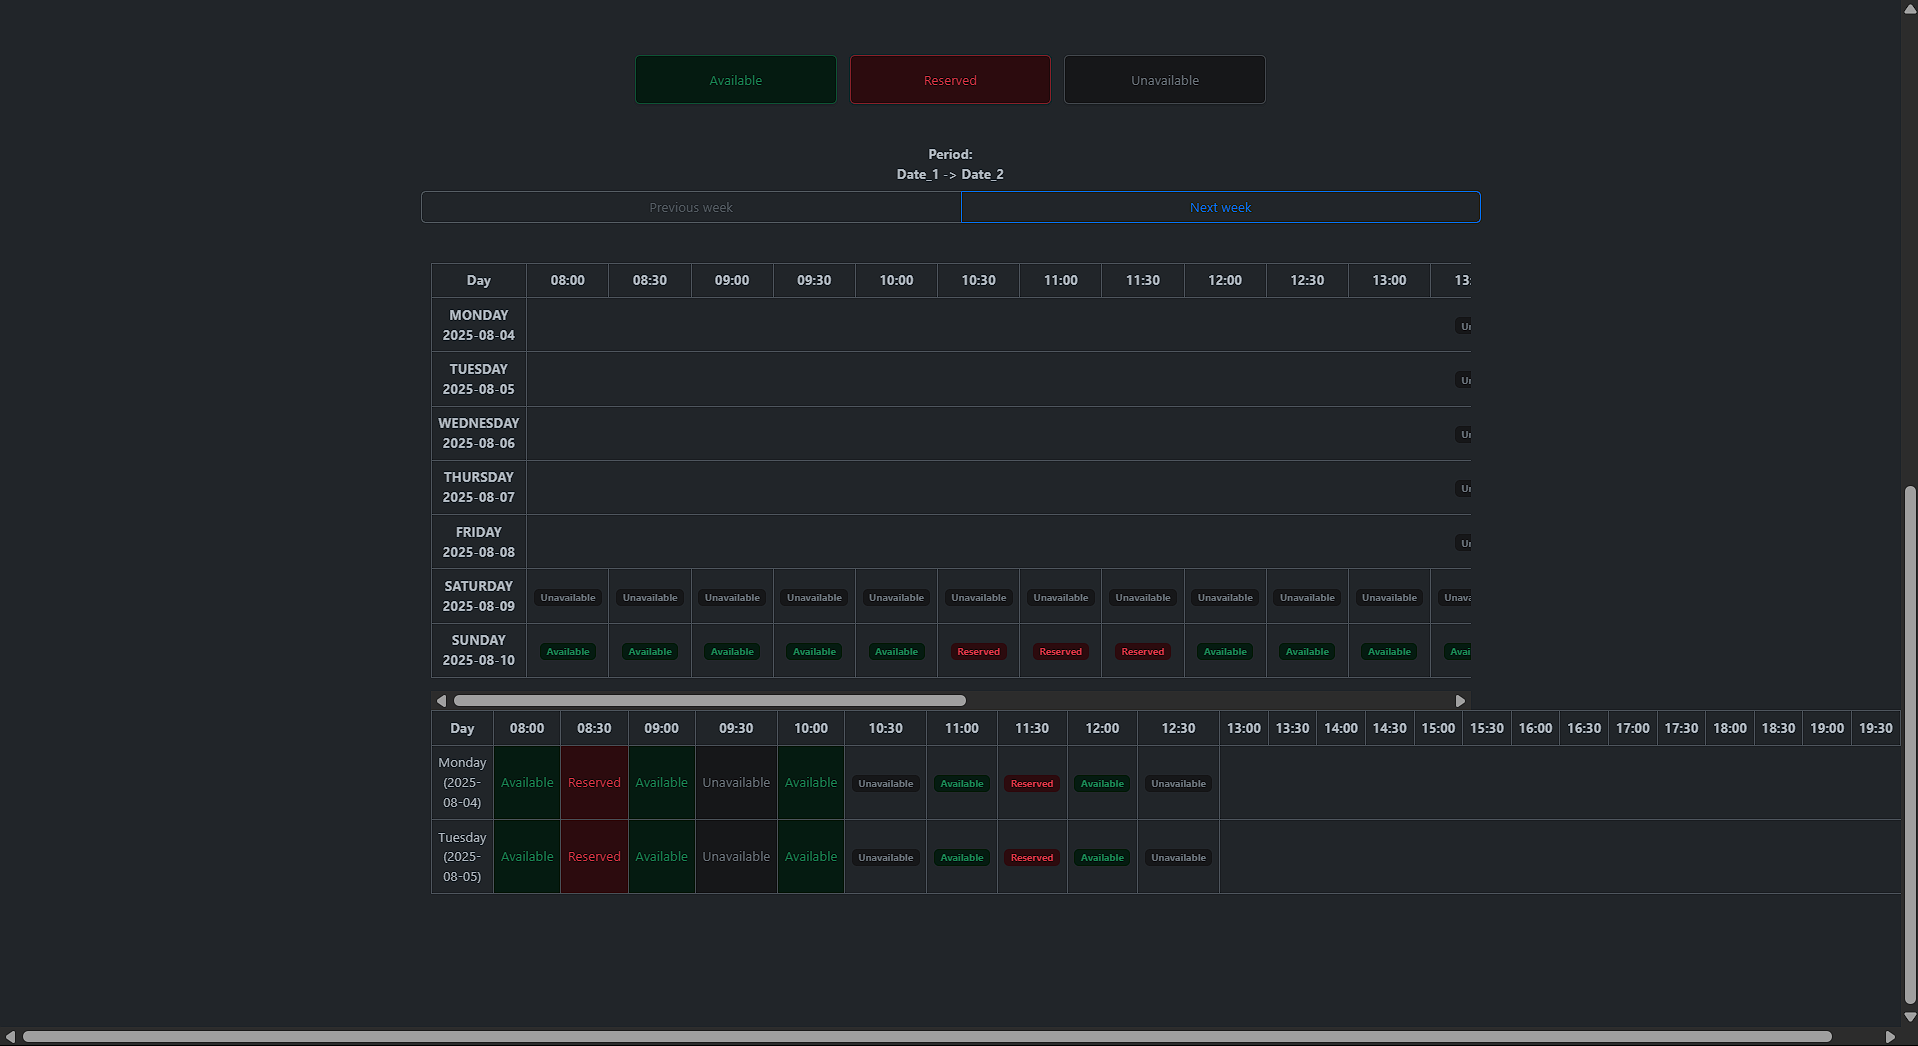 Available Reserved Unavailable
Period:
Date_1 -> Date_2
Previous week Next week
Day 08:00 08:30 09:00 09:30 10:00 10:30 11:00 11:30 12:00 12:30 13:00 13:
MONDAY
2025-08-04 Un
TUESDAY
2025-08-05 Un
WEDNESDAY
2025-08-06 Un
THURSDAY
2025-08-07 Un
FRIDAY
2025-08-08 Un
SATURDAY
2025-08-09 Unavailable Unavailable Unavailable Unavailable Unavailable Unavailable Unavailable Unavailable Unavailable Unavailable Unavailable Unava
SUNDAY
2025-08-10 Available Available Available Available Available Reserved Reserved Reserved Available Available Available Avai
Day 08:00 08:30 09:00 09:30 10:00 10:30 11:00 11:30 12:00 12:30 13:00 13:30 14:00 14:30 15:00 15:30 16:00 16:30 17:00 17:30 18:00 18:30 19:00 19:30
Monday
(2025-
08-04) Available Reserved Available Unavailable Available Unavailable Available Reserved Available Unavailable
Tuesday
(2025-
08-05) Available Reserved Available Unavailable Available Unavailable Available Reserved Available Unavailable